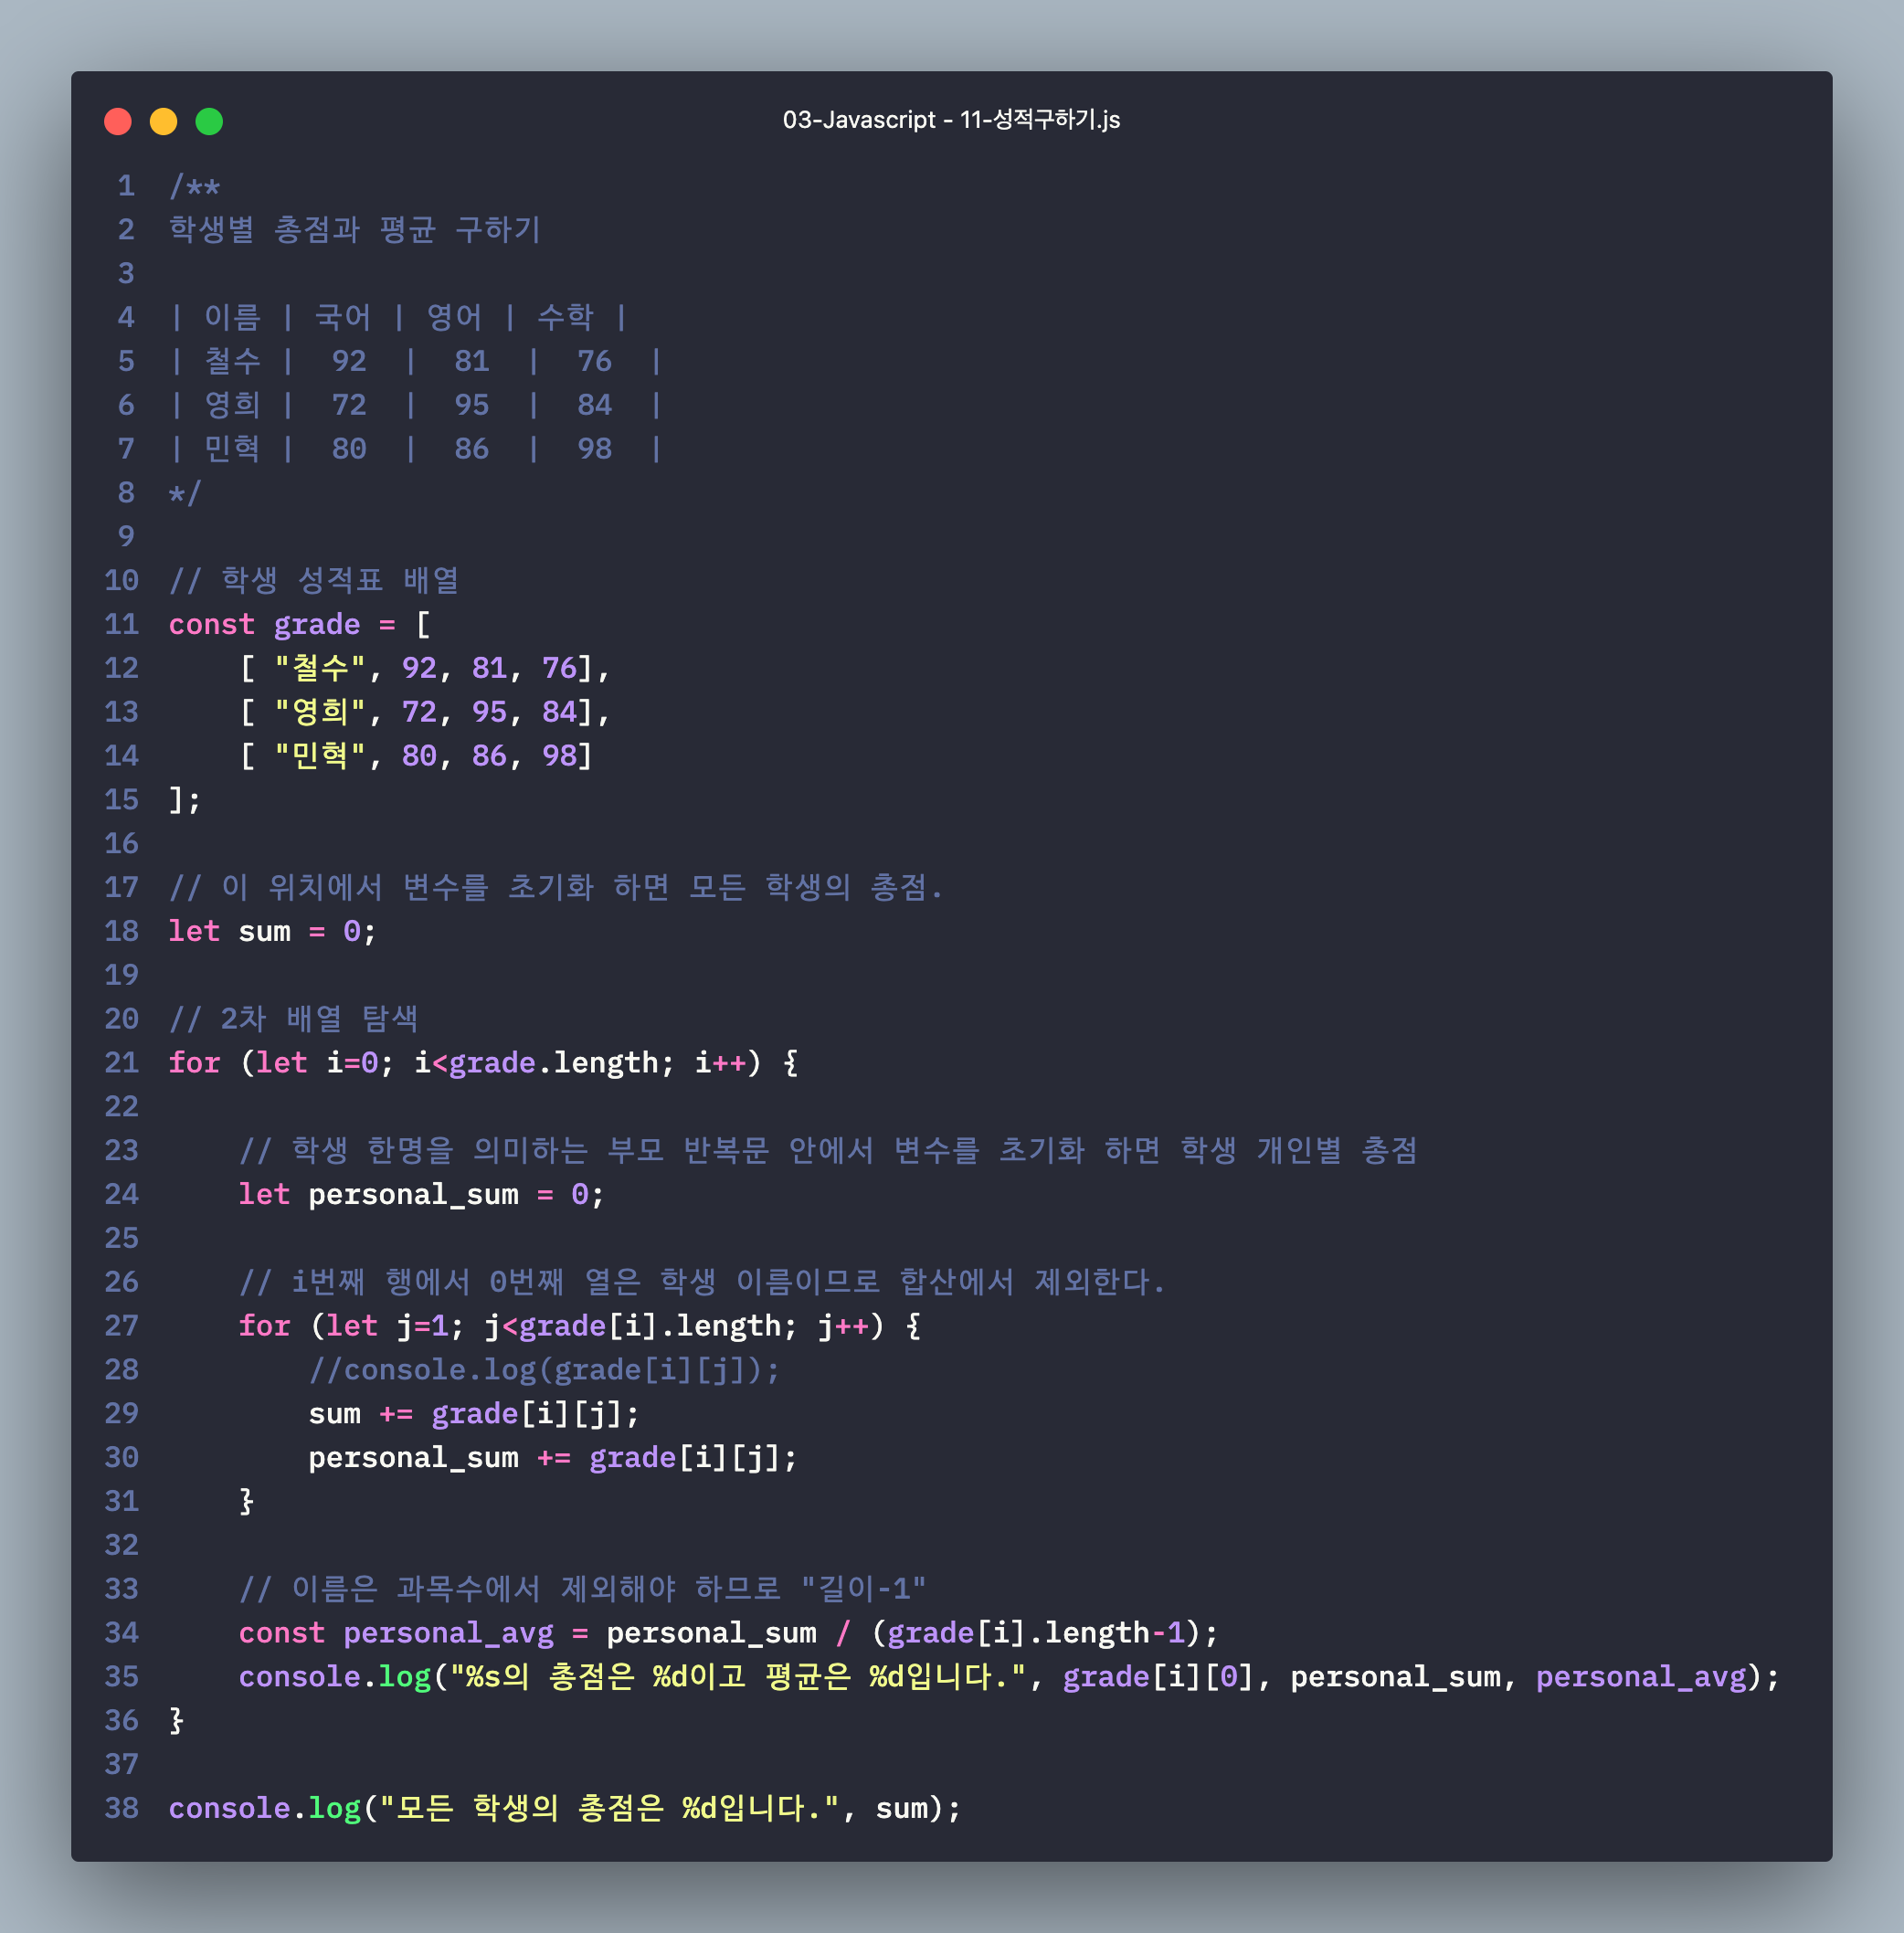 03-Javascript - 11-성적구하기.js
1 /**
2 학생별 총점과 평균 구하기
3
4 | 이름 | 국어 | 영어 | 수학 |
5 | 철수 |  92  |  81  |  76  |
6 | 영희 |  72  |  95  |  84  |
7 | 민혁 |  80  |  86  |  98  |
8 */
9
10 // 학생 성적표 배열
11 const grade = [
12     [ "철수", 92, 81, 76],
13     [ "영희", 72, 95, 84],
14     [ "민혁", 80, 86, 98]
15 ];
16
17 // 이 위치에서 변수를 초기화 하면 모든 학생의 총점.
18 let sum = 0;
19
20 // 2차 배열 탐색
21 for (let i=0; i<grade.length; i++) {
22
23     // 학생 한명을 의미하는 부모 반복문 안에서 변수를 초기화 하면 학생 개인별 총점
24     let personal_sum = 0;
25
26     // i번째 행에서 0번째 열은 학생 이름이므로 합산에서 제외한다.
27     for (let j=1; j<grade[i].length; j++) {
28         //console.log(grade[i][j]);
29         sum += grade[i][j];
30         personal_sum += grade[i][j];
31     }
32
33     // 이름은 과목수에서 제외해야 하므로 "길이-1"
34     const personal_avg = personal_sum / (grade[i].length-1);
35     console.log("%s의 총점은 %d이고 평균은 %d입니다.", grade[i][0], personal_sum, personal_avg);
36 }
37
38 console.log("모든 학생의 총점은 %d입니다.", sum);